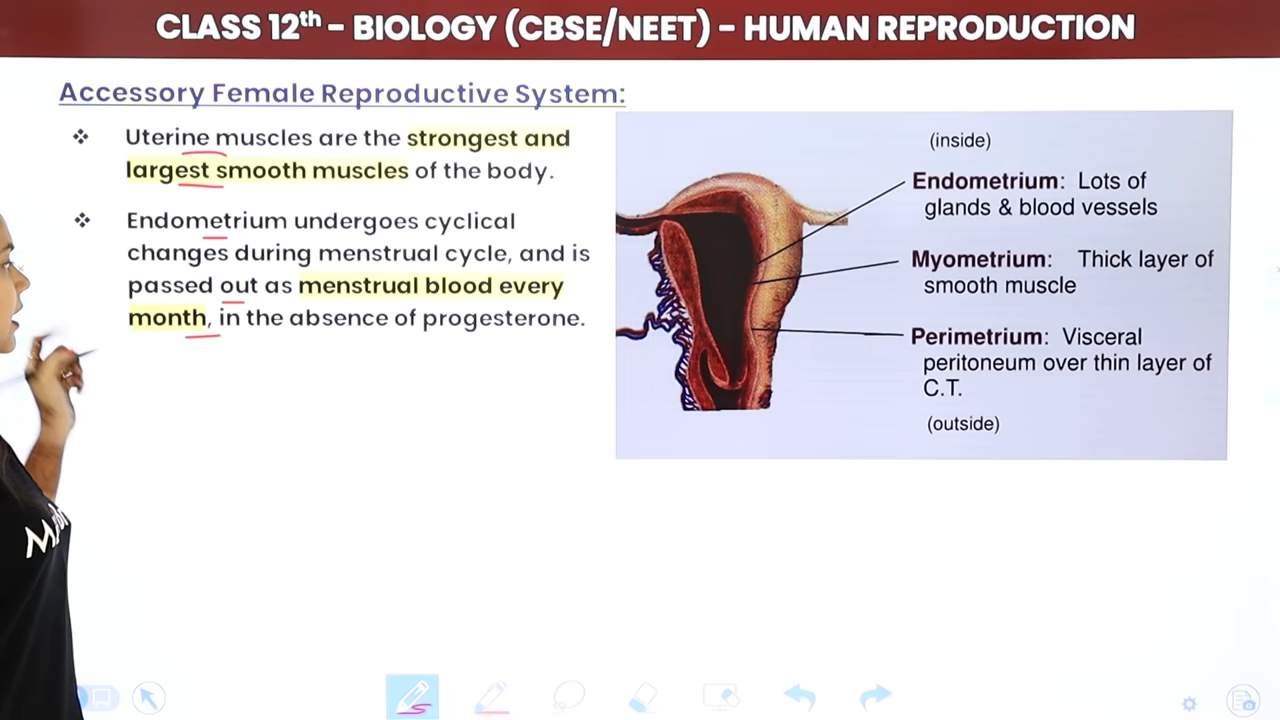 CLASS 12th - BIOLOGY (CBSE/NEET) - HUMAN REPRODUCTION
Accessory Female Reproductive System:
❖ Uterine muscles are the strongest and
largest smooth muscles of the body.
❖ Endometrium undergoes cyclical
changes during menstrual cycle, and is
passed out as menstrual blood every
month, in the absence of progesterone.
(inside)
Endometrium: Lots of
glands & blood vessels
Myometrium: Thick layer of
smooth muscle
Perimetrium: Visceral
peritoneum over thin layer of
C.T.
(outside)